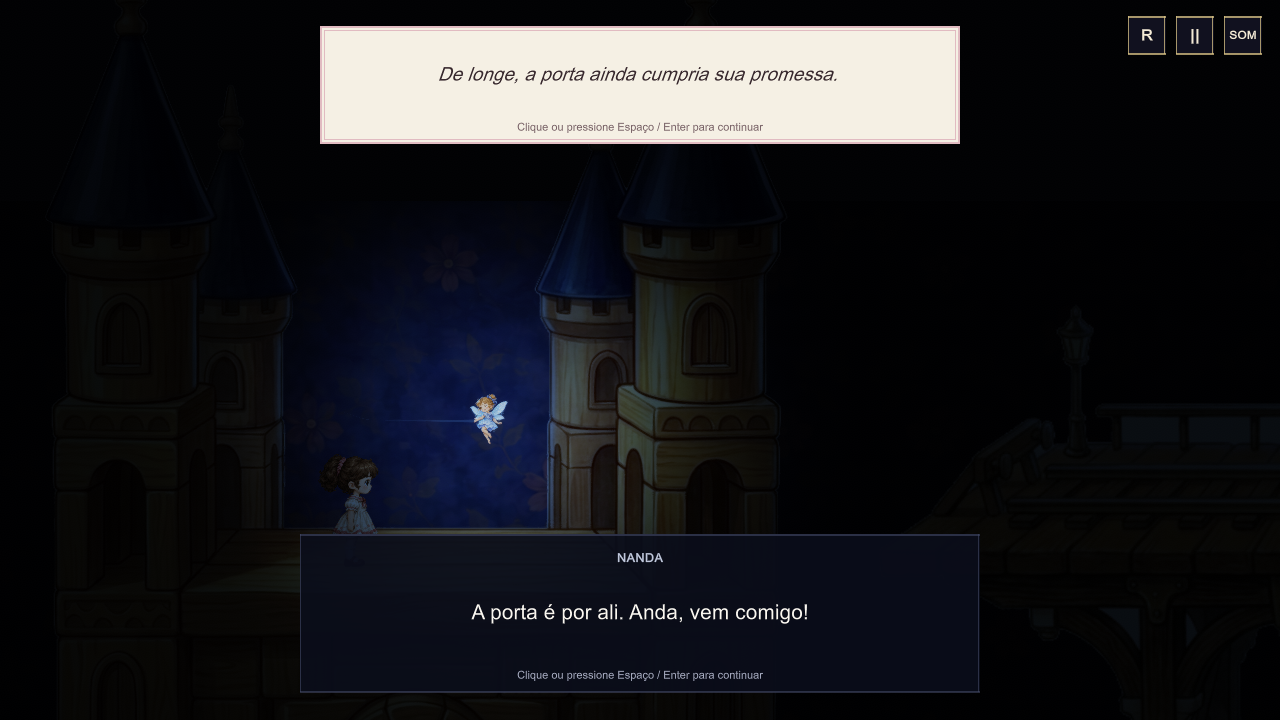 De longe, a porta ainda cumpria sua promessa.
Clique ou pressione Espaço / Enter para continuar
R
||
SOM
NANDA
A porta é por ali. Anda, vem comigo!
Clique ou pressione Espaço / Enter para continuar